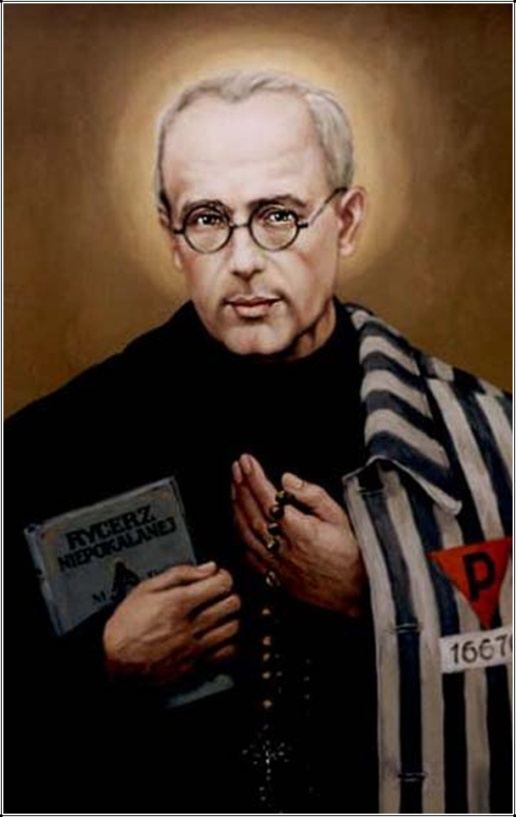 RYCERZ
NIEPOKALANEJ
M
P
1667